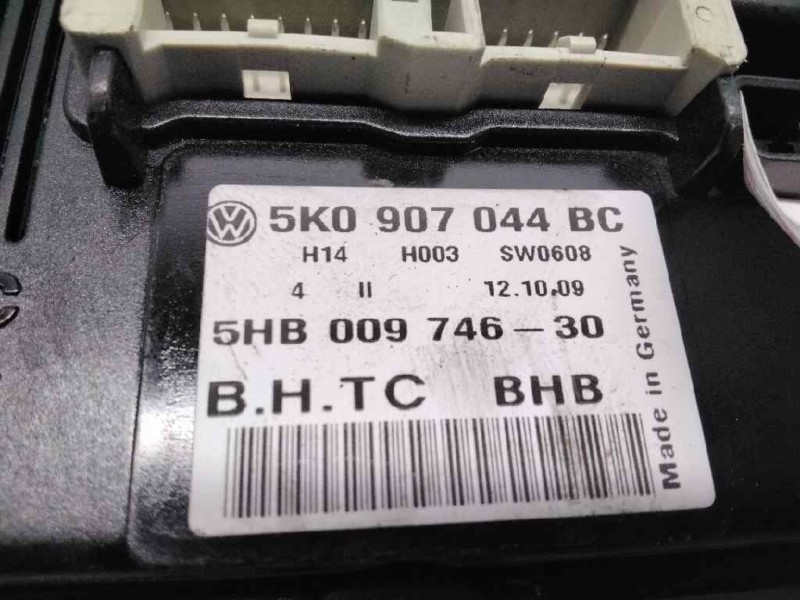 5K0 907 044 BC
H14 H003 SW0608
4 II 12.10.09
5HB 009 746-30
B.H.TC BHB
Made in Germany